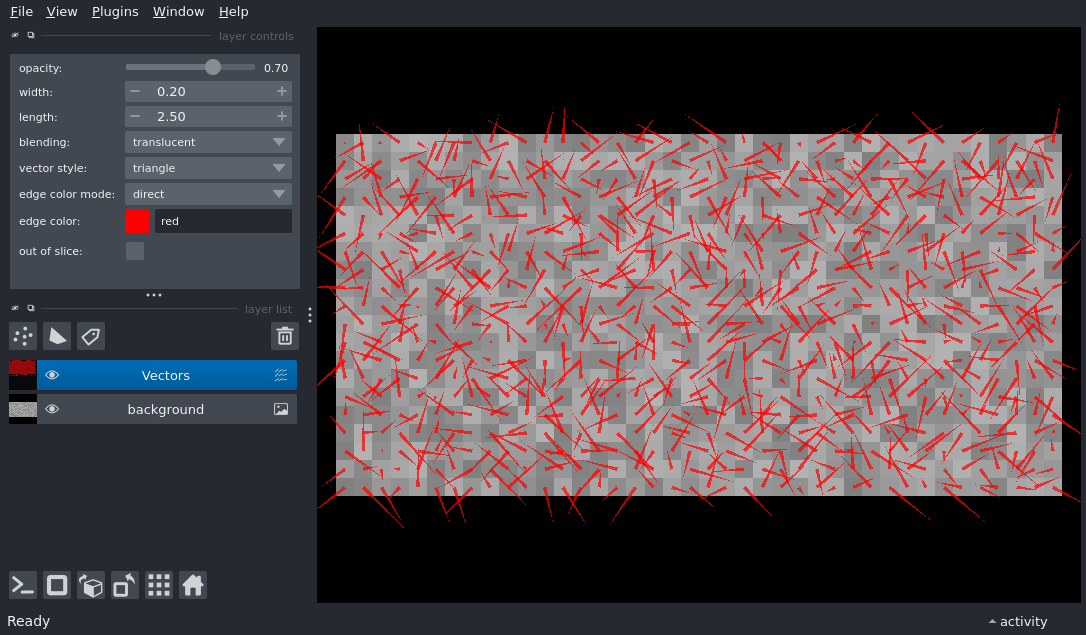 File View Plugins Window Help
layer controls
opacity: 0.70
width: 0.20
length: 2.50
blending: translucent
vector style: triangle
edge color mode: direct
edge color: red
out of slice:
layer list
Vectors
background
Ready
activity